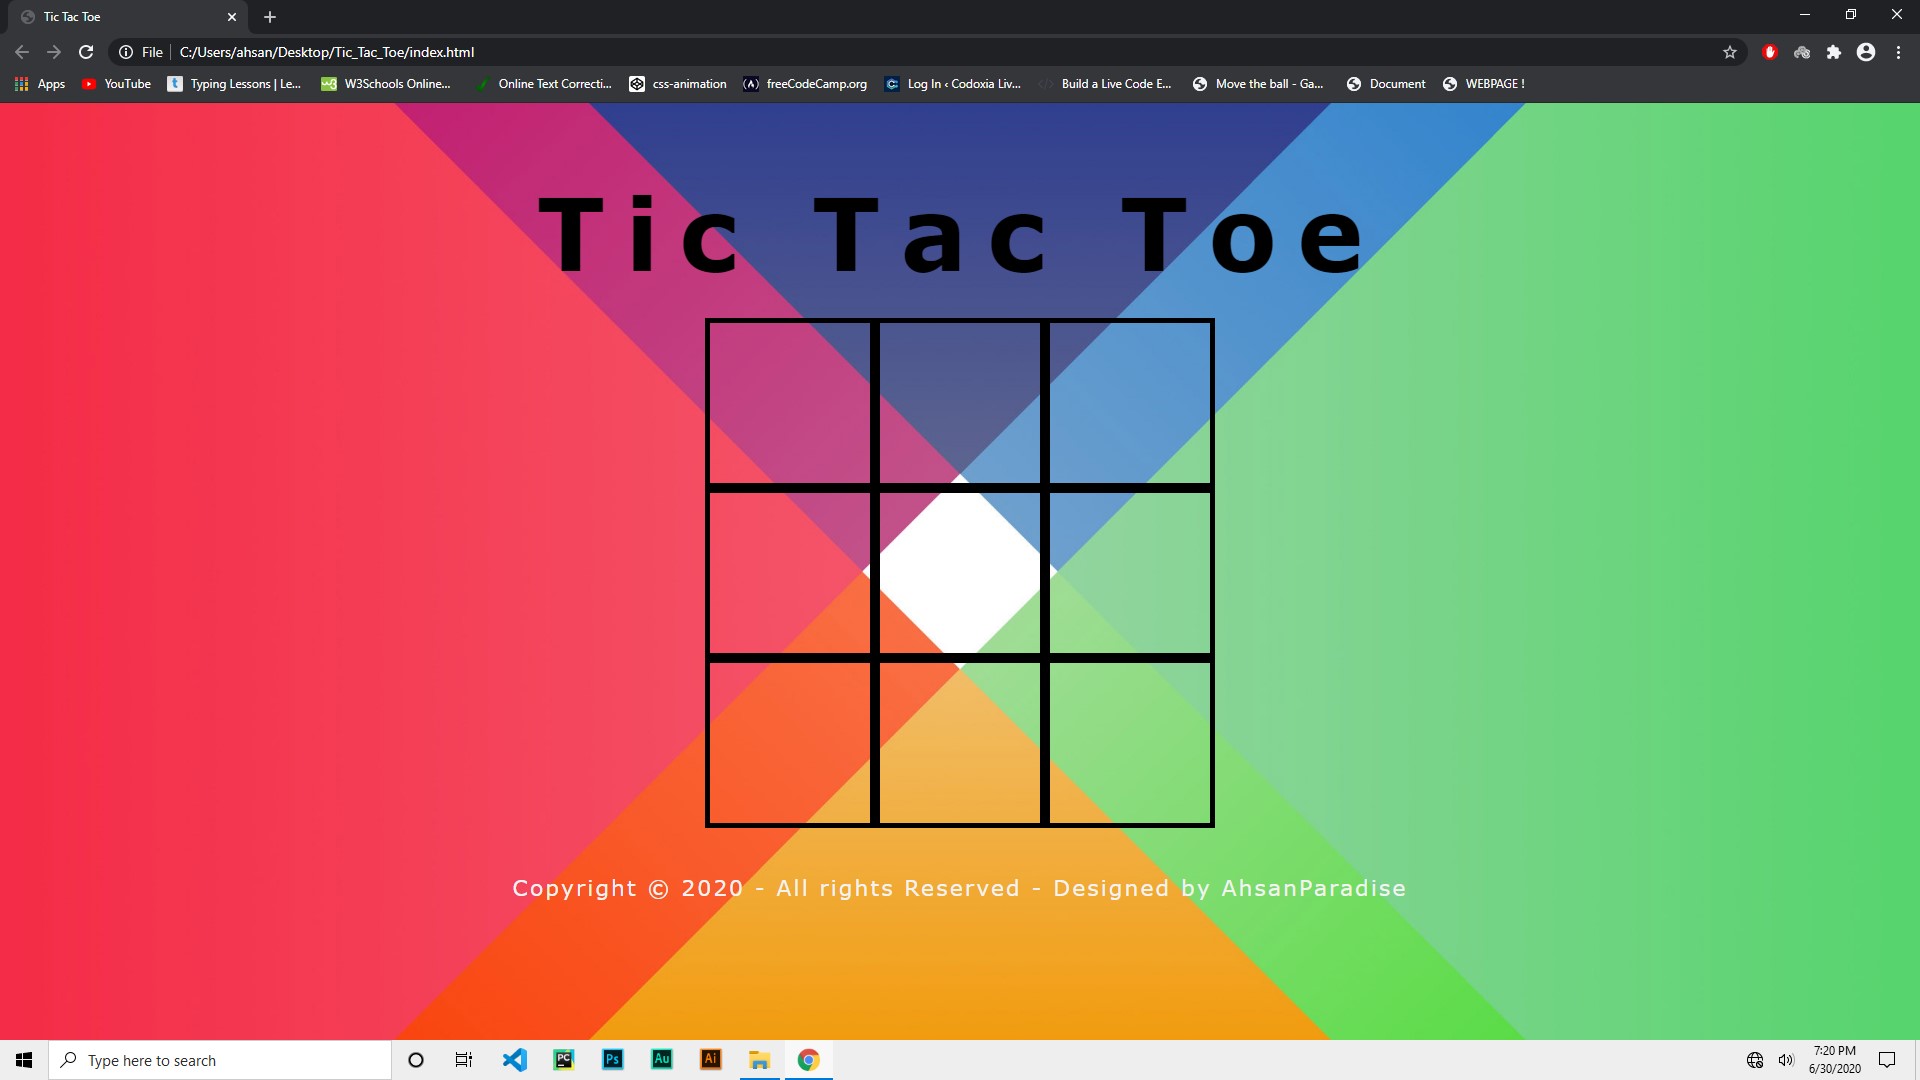 Tic Tac Toe
File C:/Users/ahsan/Desktop/Tic_Tac_Toe/index.html
Apps YouTube Typing Lessons | Le... W3Schools Online... Online Text Correcti... css-animation freeCodeCamp.org Log In ‹ Codoxia Liv... Build a Live Code E... Move the ball - Ga... Document WEBPAGE !
Tic Tac Toe
Copyright © 2020 - All rights Reserved - Designed by AhsanParadise
Type here to search
PC Ps Au Ai
7:20 PM
6/30/2020